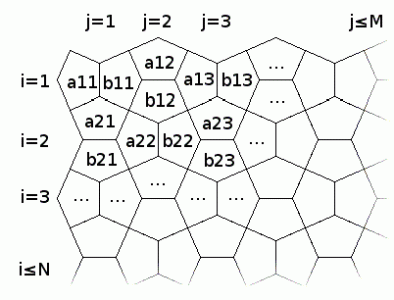 j=1 j=2 j=3 j≤M
i=1 a11 b11 a12 a13 b13 ...
b12 ...
i=2 a21 a22 b22 a23 ...
b21 b23
i=3 ... ... ... ... ...
i≤N